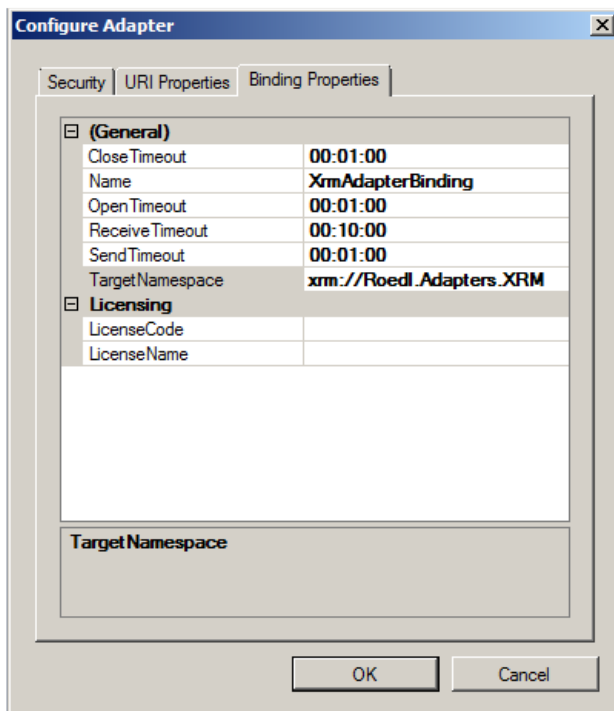 Configure Adapter
Security URI Properties Binding Properties
(General)
CloseTimeout 00:01:00
Name XrmAdapterBinding
OpenTimeout 00:01:00
ReceiveTimeout 00:10:00
SendTimeout 00:01:00
TargetNamespace xrm://Roedl.Adapters.XRM
Licensing
LicenseCode
LicenseName
TargetNamespace
OK Cancel